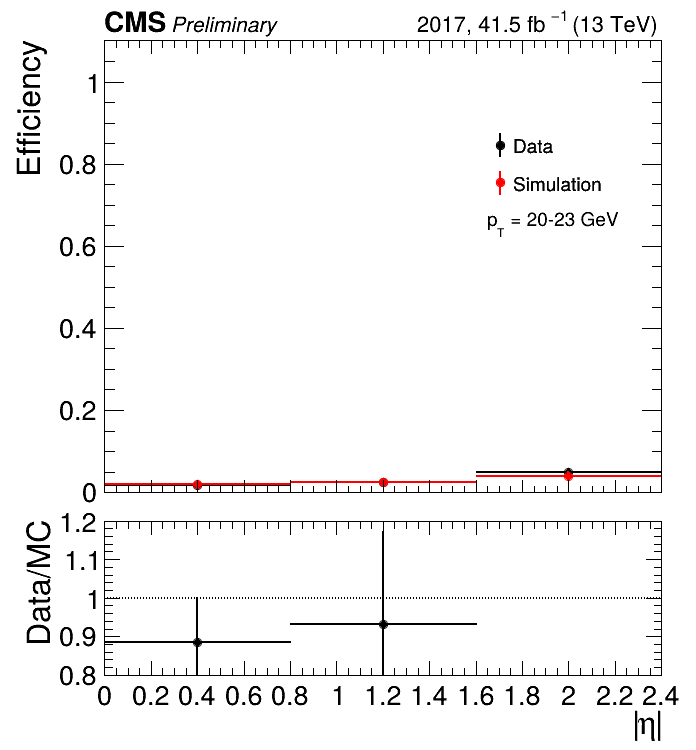 CMS Preliminary 2017, 41.5 fb⁻¹ (13 TeV)
Efficiency
1
0.8
0.6
0.4
0.2
0
Data
Simulation
p_T = 20-23 GeV
Data/MC
1.2
1.1
1
0.9
0.8
0 0.2 0.4 0.6 0.8 1 1.2 1.4 1.6 1.8 2 2.2 2.4
|η|